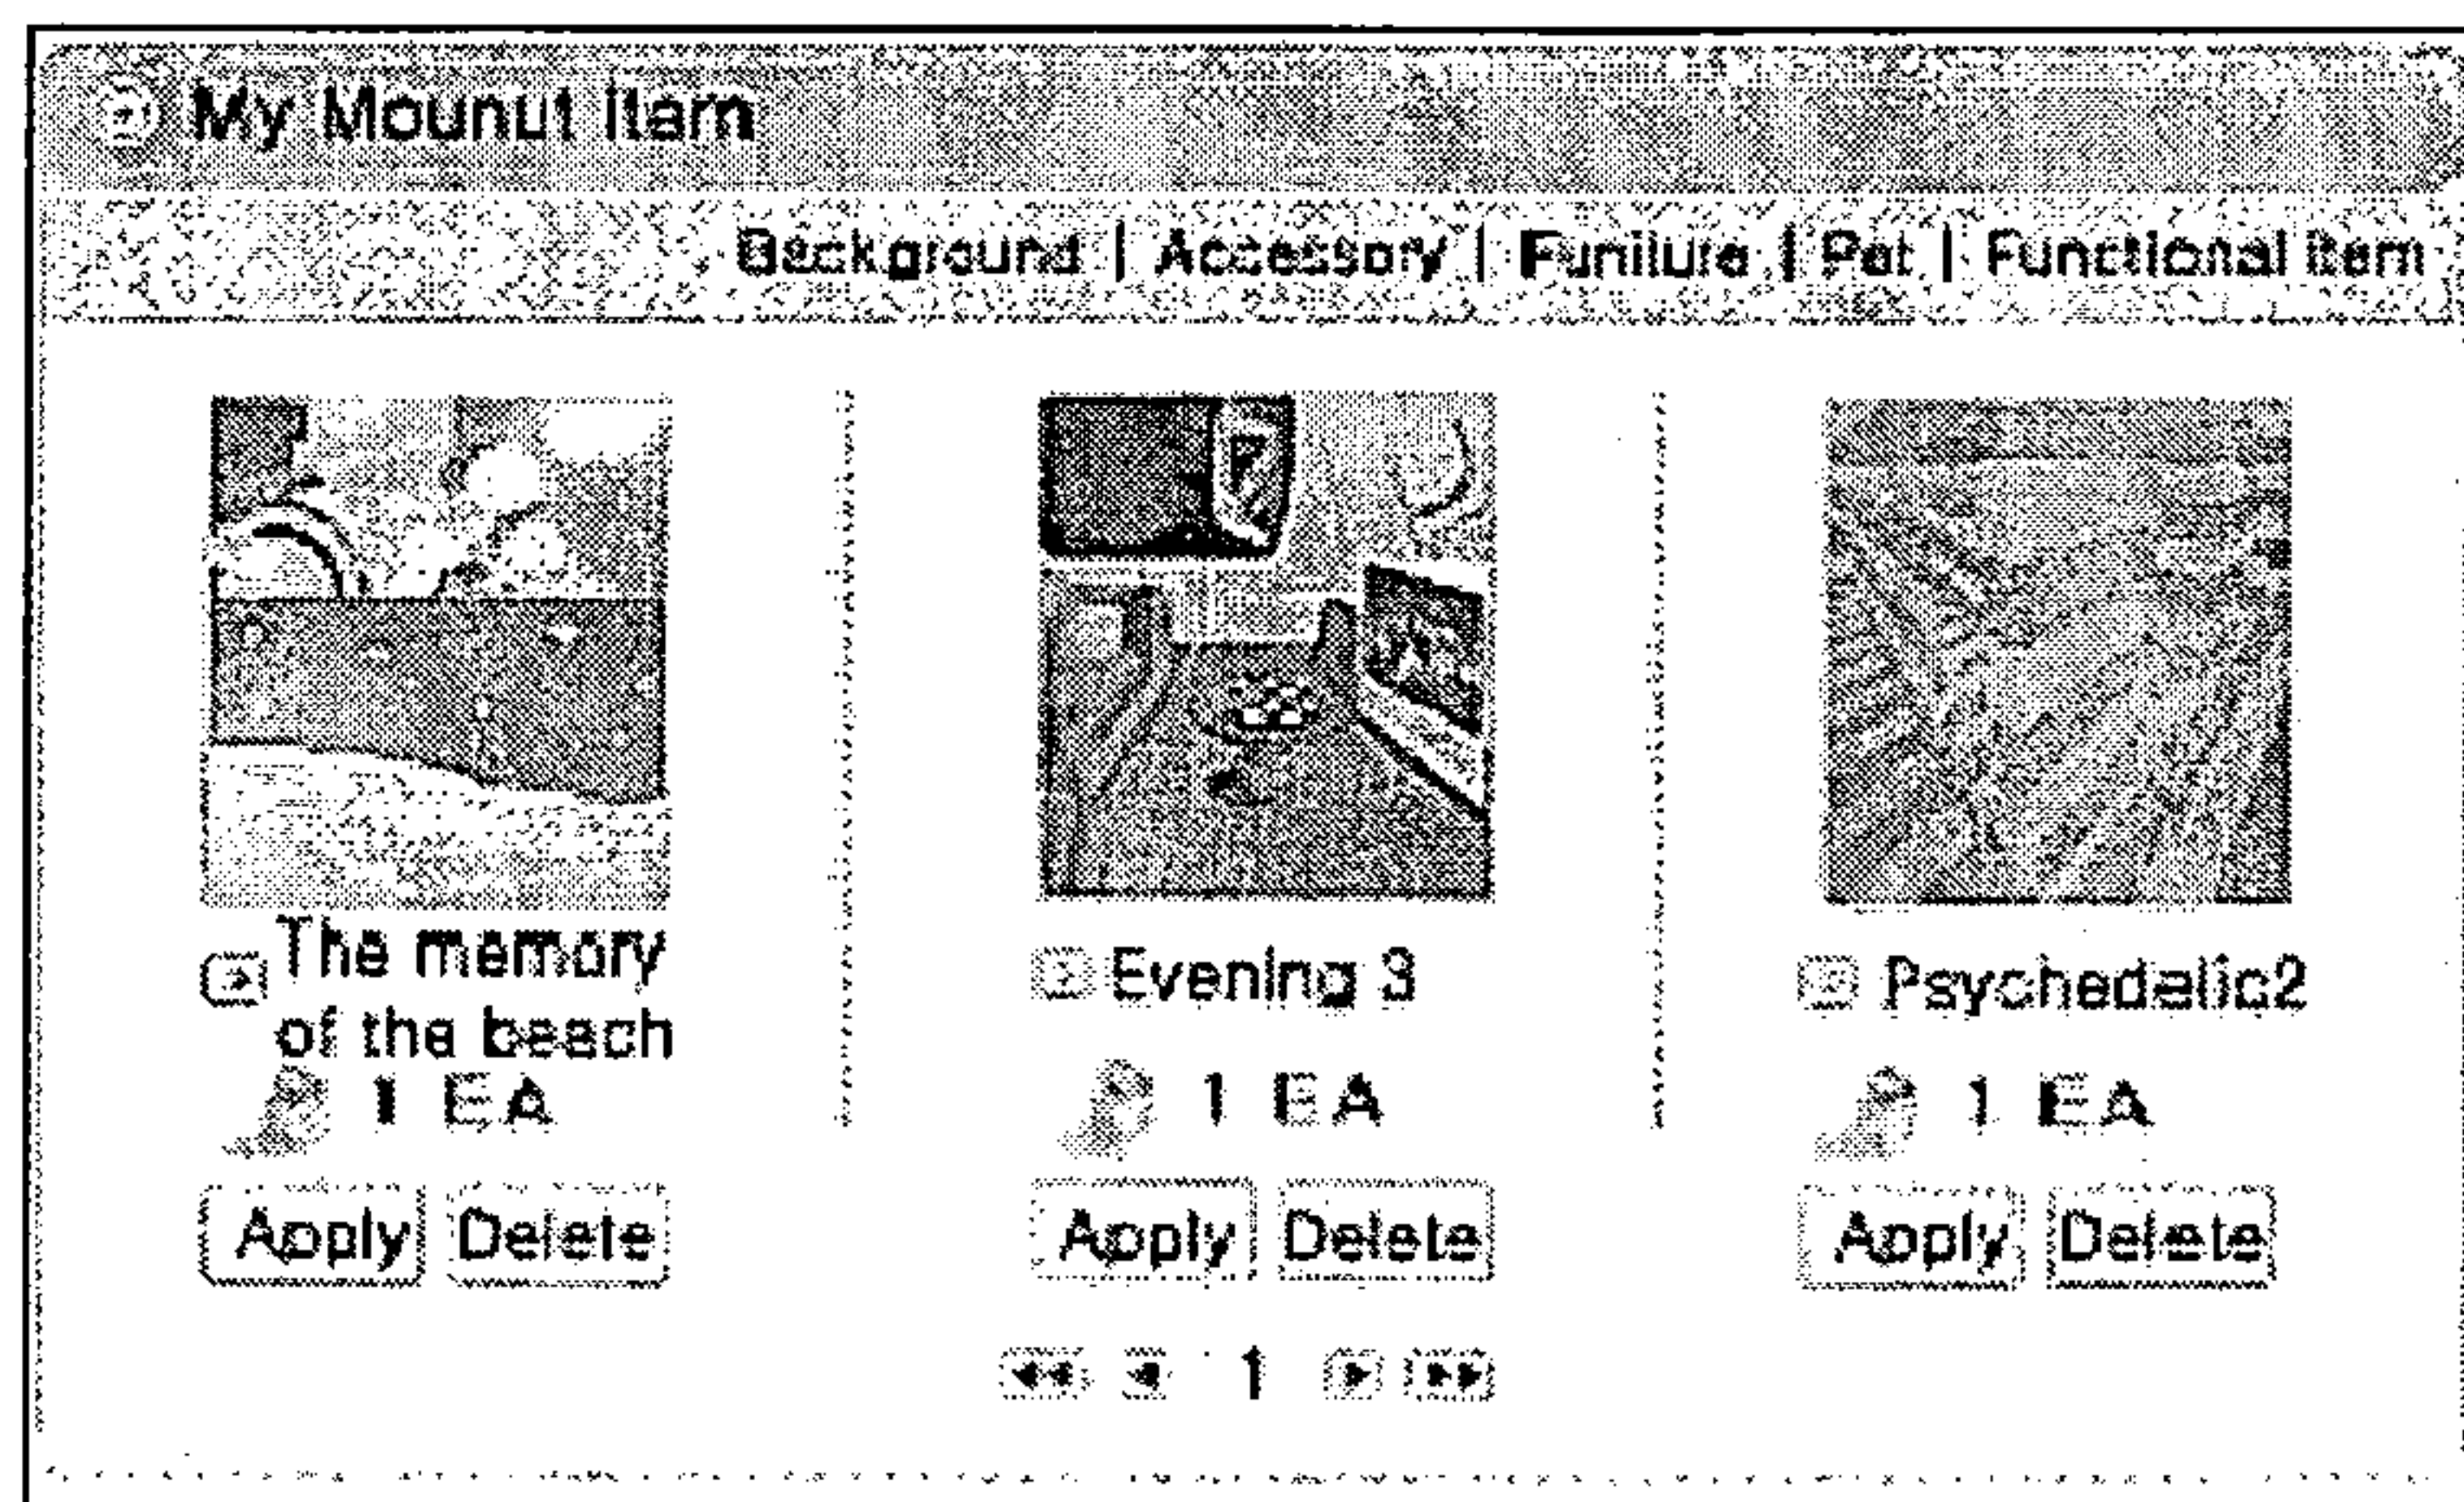 My Mounut itam
Background | Accessory | Funiture | Pet | Functional item
The memory
of the beach
Evening 3
Psychedelic2
1 EA
1 EA
1 EA
Apply Delete
Apply Delete
Apply Delete
1